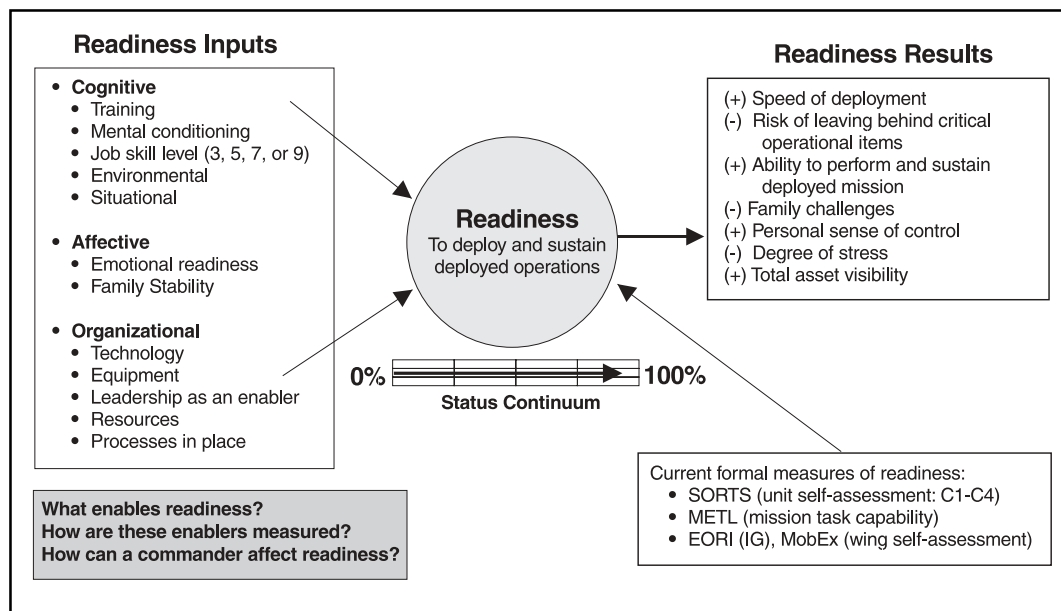 Readiness Inputs
• Cognitive
• Training
• Mental conditioning
• Job skill level (3, 5, 7, or 9)
• Environmental
• Situational
• Affective
• Emotional readiness
• Family Stability
• Organizational
• Technology
• Equipment
• Leadership as an enabler
• Resources
• Processes in place
What enables readiness?
How are these enablers measured?
How can a commander affect readiness?
Readiness
To deploy and sustain
deployed operations
0%
100%
Status Continuum
Readiness Results
(+) Speed of deployment
(-) Risk of leaving behind critical
operational items
(+) Ability to perform and sustain
deployed mission
(-) Family challenges
(+) Personal sense of control
(-) Degree of stress
(+) Total asset visibility
Current formal measures of readiness:
• SORTS (unit self-assessment: C1-C4)
• METL (mission task capability)
• EORI (IG), MobEx (wing self-assessment)